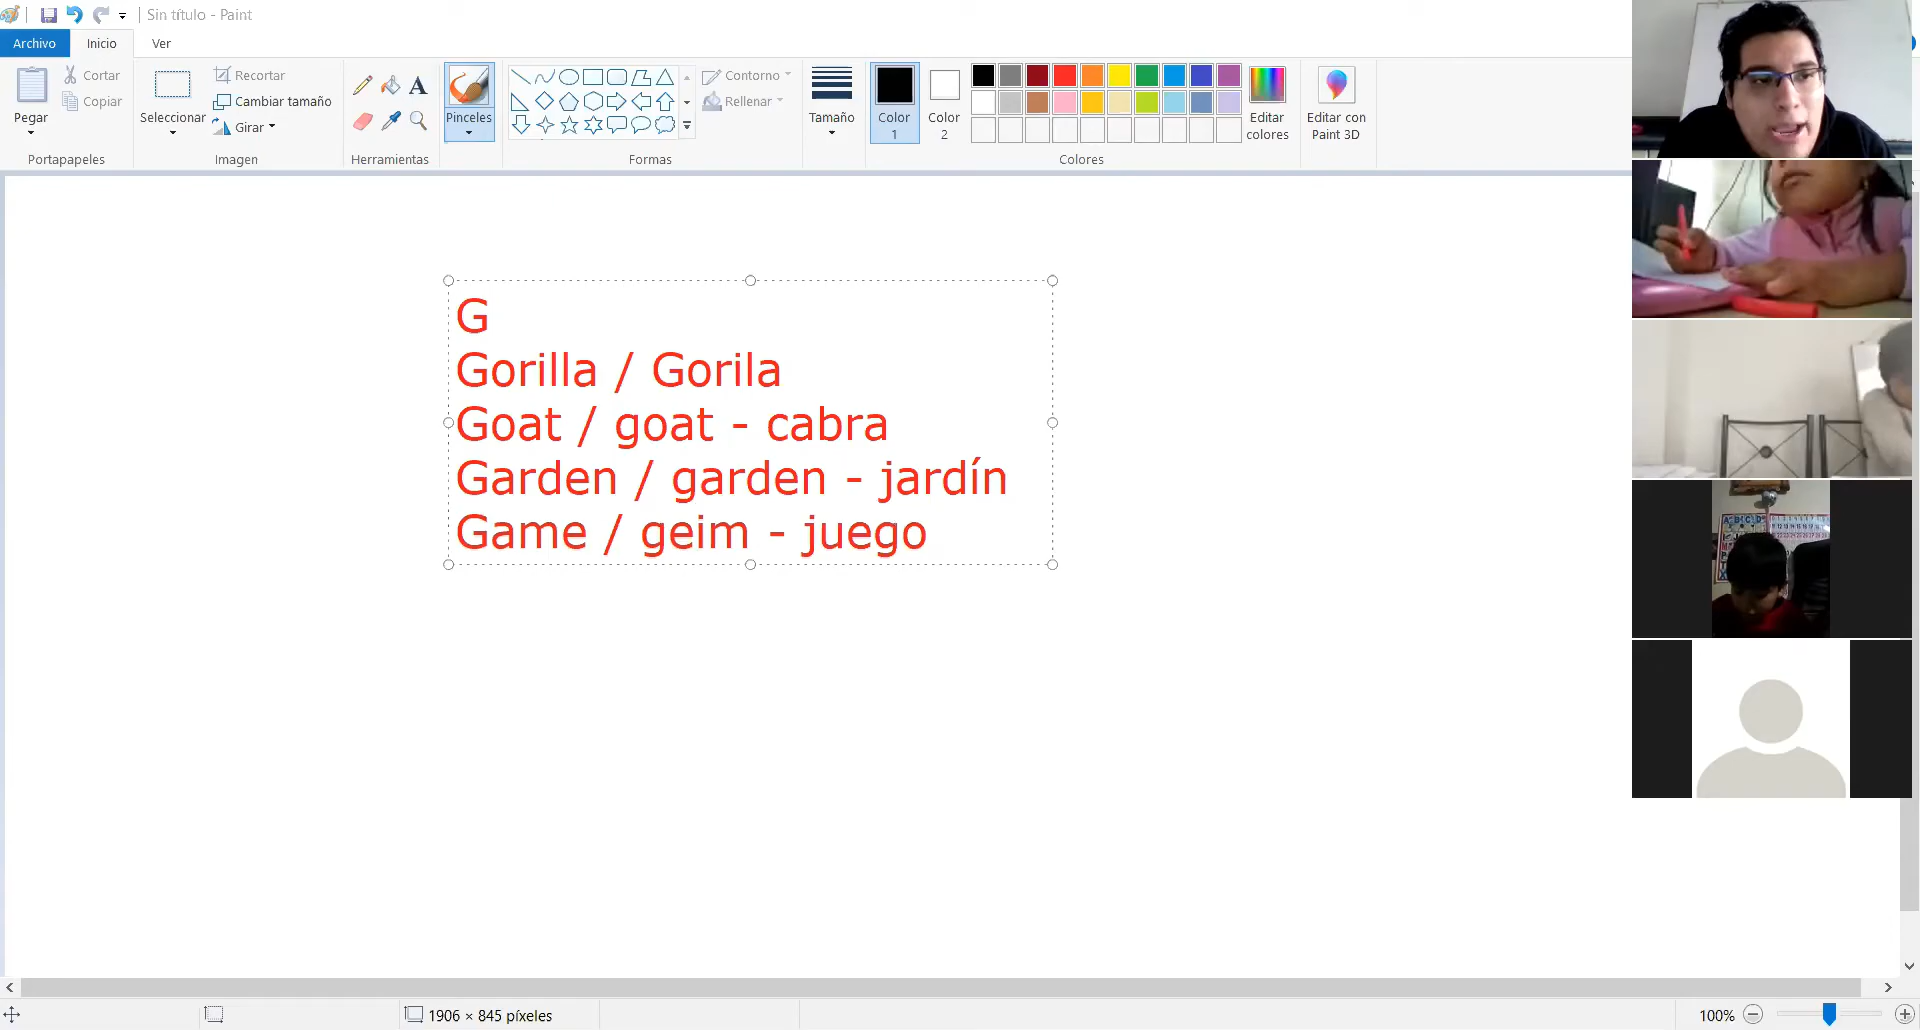 Sin título - Paint
Archivo
Inicio
Ver
Pegar
Cortar
Copiar
Portapapeles
Seleccionar
Recortar
Cambiar tamaño
Girar
Imagen
A
Herramientas
Pinceles
Contorno
Rellenar
Formas
Tamaño
Color 1
Color 2
Editar colores
Colores
Editar con Paint 3D
G
Gorilla / Gorila
Goat / goat - cabra
Garden / garden - jardín
Game / geim - juego
1906 × 845 píxeles
100%